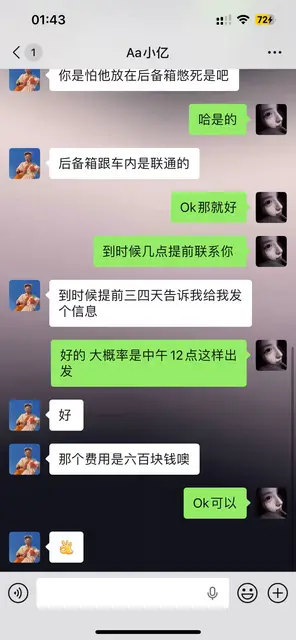 01:43
72
1
Aa小亿
你是怕他放在后备箱憋死是吧
哈是的
后备箱跟车内是联通的
Ok那就好
到时候几点提前联系你
到时候提前三四天告诉我给我发
个信息
好的 大概率是中午12点这样出
发
好
那个费用是六百块钱噢
Ok可以